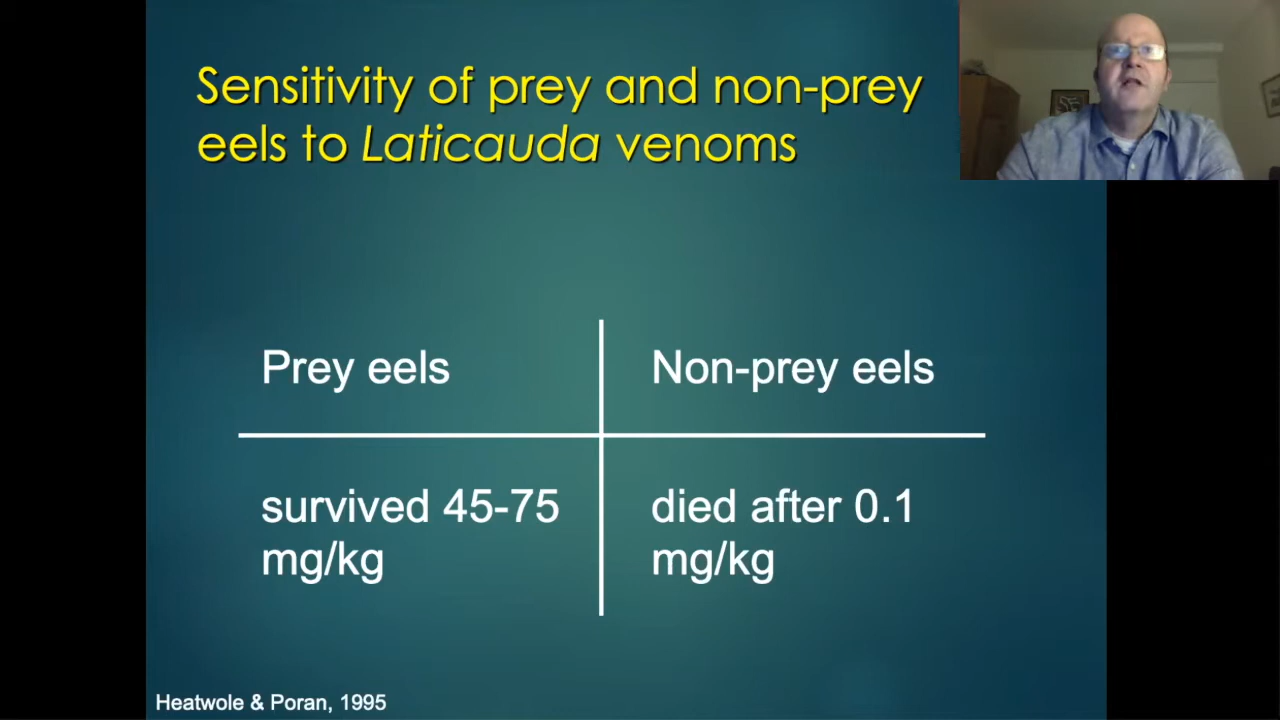 Sensitivity of prey and non-prey
eels to Laticauda venoms
Prey eels
Non-prey eels
survived 45-75
mg/kg
died after 0.1
mg/kg
Heatwole & Poran, 1995